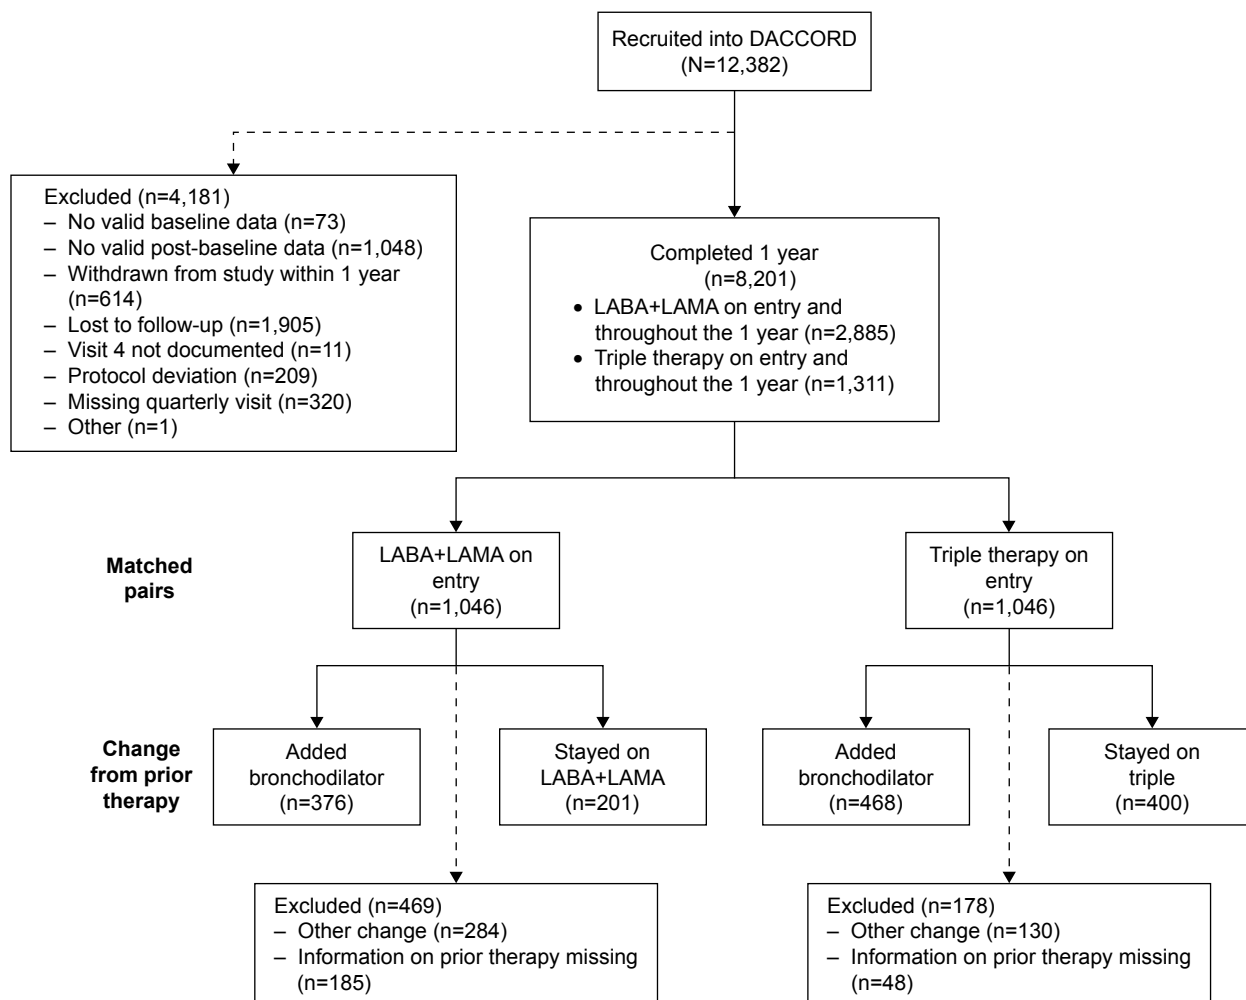 Recruited into DACCORD
(N=12,382)
Excluded (n=4,181)
– No valid baseline data (n=73)
– No valid post-baseline data (n=1,048)
– Withdrawn from study within 1 year
(n=614)
– Lost to follow-up (n=1,905)
– Visit 4 not documented (n=11)
– Protocol deviation (n=209)
– Missing quarterly visit (n=320)
– Other (n=1)
Completed 1 year
(n=8,201)
• LABA+LAMA on entry and
throughout the 1 year (n=2,885)
• Triple therapy on entry and
throughout the 1 year (n=1,311)
Matched
pairs
LABA+LAMA on
entry
(n=1,046)
Triple therapy on
entry
(n=1,046)
Change
from prior
therapy
Added
bronchodilator
(n=376)
Stayed on
LABA+LAMA
(n=201)
Added
bronchodilator
(n=468)
Stayed on
triple
(n=400)
Excluded (n=469)
– Other change (n=284)
– Information on prior therapy missing
(n=185)
Excluded (n=178)
– Other change (n=130)
– Information on prior therapy missing
(n=48)